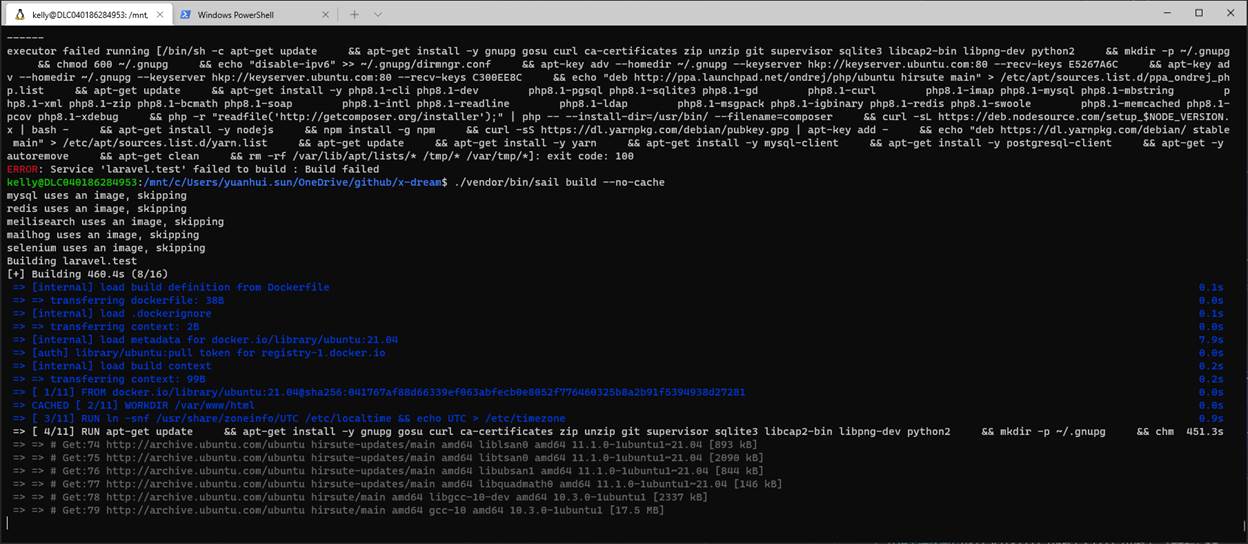 kelly@DLC040186284953: /mnt, × Windows PowerShell ×
------
executor failed running [/bin/sh -c apt-get update     && apt-get install -y gnupg gosu curl ca-certificates zip unzip git supervisor sqlite3 libcap2-bin libpng-dev python2     && mkdir -p ~/.gnupg
    && chmod 600 ~/.gnupg     && echo "disable-ipv6" >> ~/.gnupg/dirmngr.conf     && apt-key adv --homedir ~/.gnupg --keyserver hkp://keyserver.ubuntu.com:80 --recv-keys E5267A6C     && apt-key ad
v --homedir ~/.gnupg --keyserver hkp://keyserver.ubuntu.com:80 --recv-keys C300EE8C     && echo "deb http://ppa.launchpad.net/ondrej/php/ubuntu hirsute main" > /etc/apt/sources.list.d/ppa_ondrej_ph
p.list     && apt-get update     && apt-get install -y php8.1-cli php8.1-dev        php8.1-pgsql php8.1-sqlite3 php8.1-gd        php8.1-curl        php8.1-imap php8.1-mysql php8.1-mbstring        p
hp8.1-xml php8.1-zip php8.1-bcmath php8.1-soap        php8.1-intl php8.1-readline        php8.1-ldap        php8.1-msgpack php8.1-igbinary php8.1-redis php8.1-swoole        php8.1-memcached php8.1-
pcov php8.1-xdebug     && php -r "readfile('http://getcomposer.org/installer');" | php -- --install-dir=/usr/bin/ --filename=composer     && curl -sL https://deb.nodesource.com/setup_$NODE_VERSION.
x | bash -     && apt-get install -y nodejs     && npm install -g npm     && curl -sS https://dl.yarnpkg.com/debian/pubkey.gpg | apt-key add -     && echo "deb https://dl.yarnpkg.com/debian/ stable
 main" > /etc/apt/sources.list.d/yarn.list     && apt-get update     && apt-get install -y yarn     && apt-get install -y mysql-client     && apt-get install -y postgresql-client     && apt-get -y
autoremove     && apt-get clean     && rm -rf /var/lib/apt/lists/* /tmp/* /var/tmp/*]: exit code: 100
ERROR: Service 'laravel.test' failed to build : Build failed
kelly@DLC040186284953:/mnt/c/Users/yuanhui.sun/OneDrive/github/x-dream$ ./vendor/bin/sail build --no-cache
mysql uses an image, skipping
redis uses an image, skipping
meilisearch uses an image, skipping
mailhog uses an image, skipping
selenium uses an image, skipping
Building laravel.test
[+] Building 460.4s (8/16)
 => [internal] load build definition from Dockerfile 0.1s
 => => transferring dockerfile: 38B 0.0s
 => [internal] load .dockerignore 0.1s
 => => transferring context: 2B 0.0s
 => [internal] load metadata for docker.io/library/ubuntu:21.04 7.9s
 => [auth] library/ubuntu:pull token for registry-1.docker.io 0.0s
 => [internal] load build context 0.2s
 => => transferring context: 99B 0.2s
 => [ 1/11] FROM docker.io/library/ubuntu:21.04@sha256:041767af88d66339ef063abfecb0e8052f776460325b8a2b91f5394938d27281 0.0s
 => CACHED [ 2/11] WORKDIR /var/www/html 0.0s
 => [ 3/11] RUN ln -snf /usr/share/zoneinfo/UTC /etc/localtime && echo UTC > /etc/timezone 0.9s
 => [ 4/11] RUN apt-get update     && apt-get install -y gnupg gosu curl ca-certificates zip unzip git supervisor sqlite3 libcap2-bin libpng-dev python2     && mkdir -p ~/.gnupg     && chm  451.3s
 => => # Get:74 http://archive.ubuntu.com/ubuntu hirsute-updates/main amd64 liblsan0 amd64 11.1.0-1ubuntu1~21.04 [893 kB]
 => => # Get:75 http://archive.ubuntu.com/ubuntu hirsute-updates/main amd64 libtsan0 amd64 11.1.0-1ubuntu1~21.04 [2090 kB]
 => => # Get:76 http://archive.ubuntu.com/ubuntu hirsute-updates/main amd64 libubsan1 amd64 11.1.0-1ubuntu1~21.04 [844 kB]
 => => # Get:77 http://archive.ubuntu.com/ubuntu hirsute-updates/main amd64 libquadmath0 amd64 11.1.0-1ubuntu1~21.04 [146 kB]
 => => # Get:78 http://archive.ubuntu.com/ubuntu hirsute/main amd64 libgcc-10-dev amd64 10.3.0-1ubuntu1 [2337 kB]
 => => # Get:79 http://archive.ubuntu.com/ubuntu hirsute/main amd64 gcc-10 amd64 10.3.0-1ubuntu1 [17.5 MB]